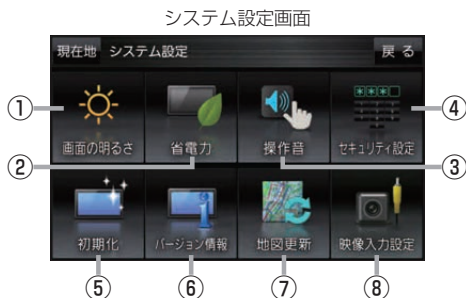 システム設定画面
現在地 システム設定 戻る
***
① 画面の明るさ 省電力 操作音 セキュリティ設定 ④
② ③
初期化 バージョン情報 地図更新 映像入力設定
⑤ ⑥ ⑦ ⑧